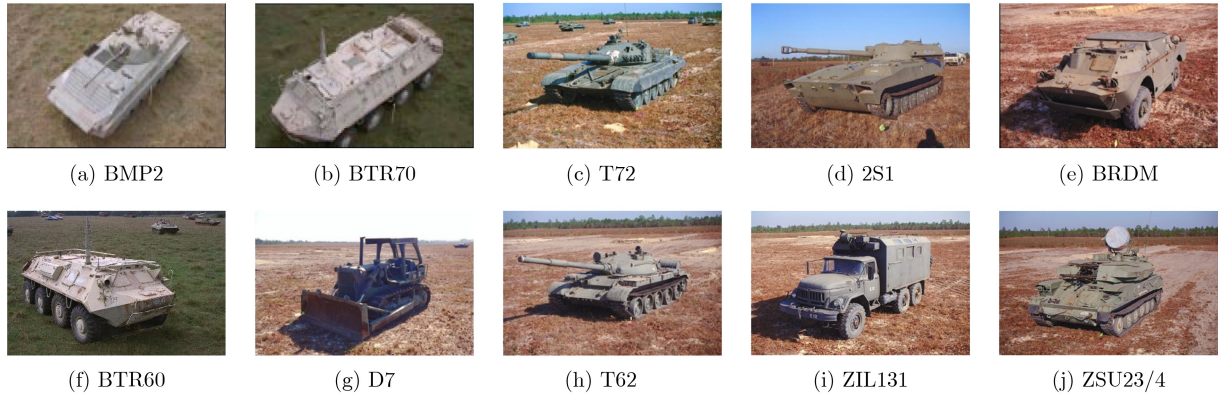 (a) BMP2
(b) BTR70
(c) T72
(d) 2S1
(e) BRDM
(f) BTR60
(g) D7
(h) T62
(i) ZIL131
(j) ZSU23/4